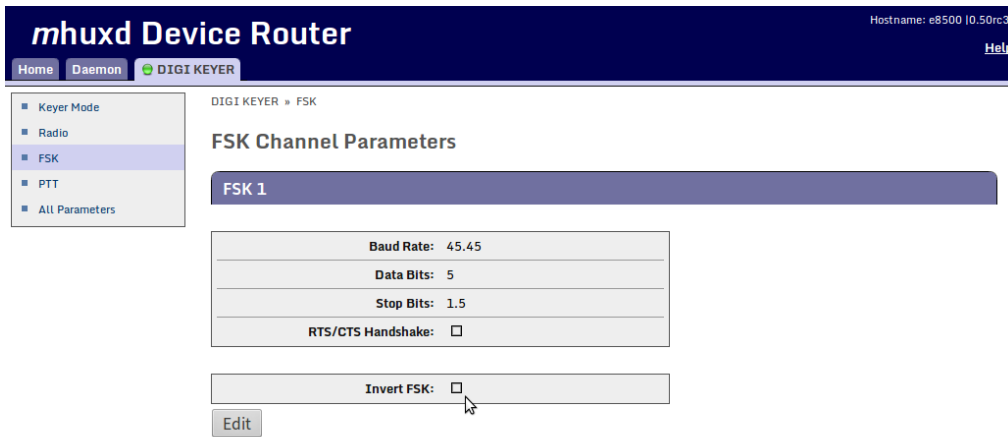 mhuxd Device Router
Hostname: e8500 |0.50rc3
Help
Home Daemon DIGI KEYER
Keyer Mode
Radio
FSK
PTT
All Parameters
DIGI KEYER » FSK
FSK Channel Parameters
FSK 1
Baud Rate: 45.45
Data Bits: 5
Stop Bits: 1.5
RTS/CTS Handshake:
Invert FSK:
Edit